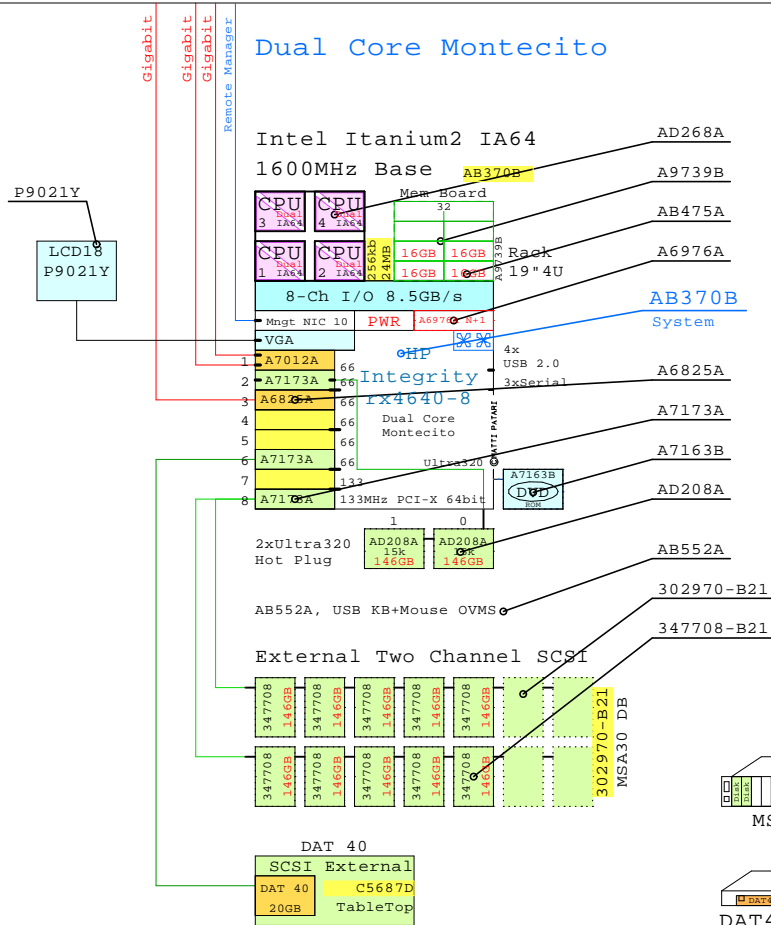 Gigabit
Gigabit
Gigabit
Remote Manager
Dual Core Montecito
Intel Itanium2 IA64
1600MHz Base
AB370B
AD268A
A9739B
AB475A
A6976A
AB370B
System
P9021Y
LCD18
P9021Y
Mem Board
32
CPU
Dual
3 IA64
CPU
Dual
4 IA64
CPU
Dual
1 IA64
CPU
Dual
2 IA64
256kb
24MB
16GB 16GB
16GB 16GB
A9739B
Rack
19"4U
8-Ch I/O 8.5GB/s
Mngt NIC 10
PWR
A6976 N+1
VGA
HP
Integrity
rx4640-8
Dual Core
Montecito
4x
USB 2.0
3xSerial
MATTI PATARI
Ultra320
1 A7012A 66
2 A7173A 66
3 A6825A 66
4 66
5 66
6 A7173A 66
7 133
8 A7173A
133MHz PCI-X 64bit
A7163B
DVD
ROM
A6825A
A7173A
A7163B
AD208A
AB552A
302970-B21
347708-B21
2xUltra320
Hot Plug
1 0
AD208A
15k
146GB
AD208A
15k
146GB
AB552A, USB KB+Mouse OVMS
External Two Channel SCSI
347708 146GB
347708 146GB
347708 146GB
347708 146GB
347708 146GB
347708 146GB
347708 146GB
347708 146GB
347708 146GB
347708 146GB
302970-B21
MSA30 DB
DAT 40
SCSI External
DAT 40
20GB
C5687D
TableTop
Disk
Disk
MS
DAT4
DAT4